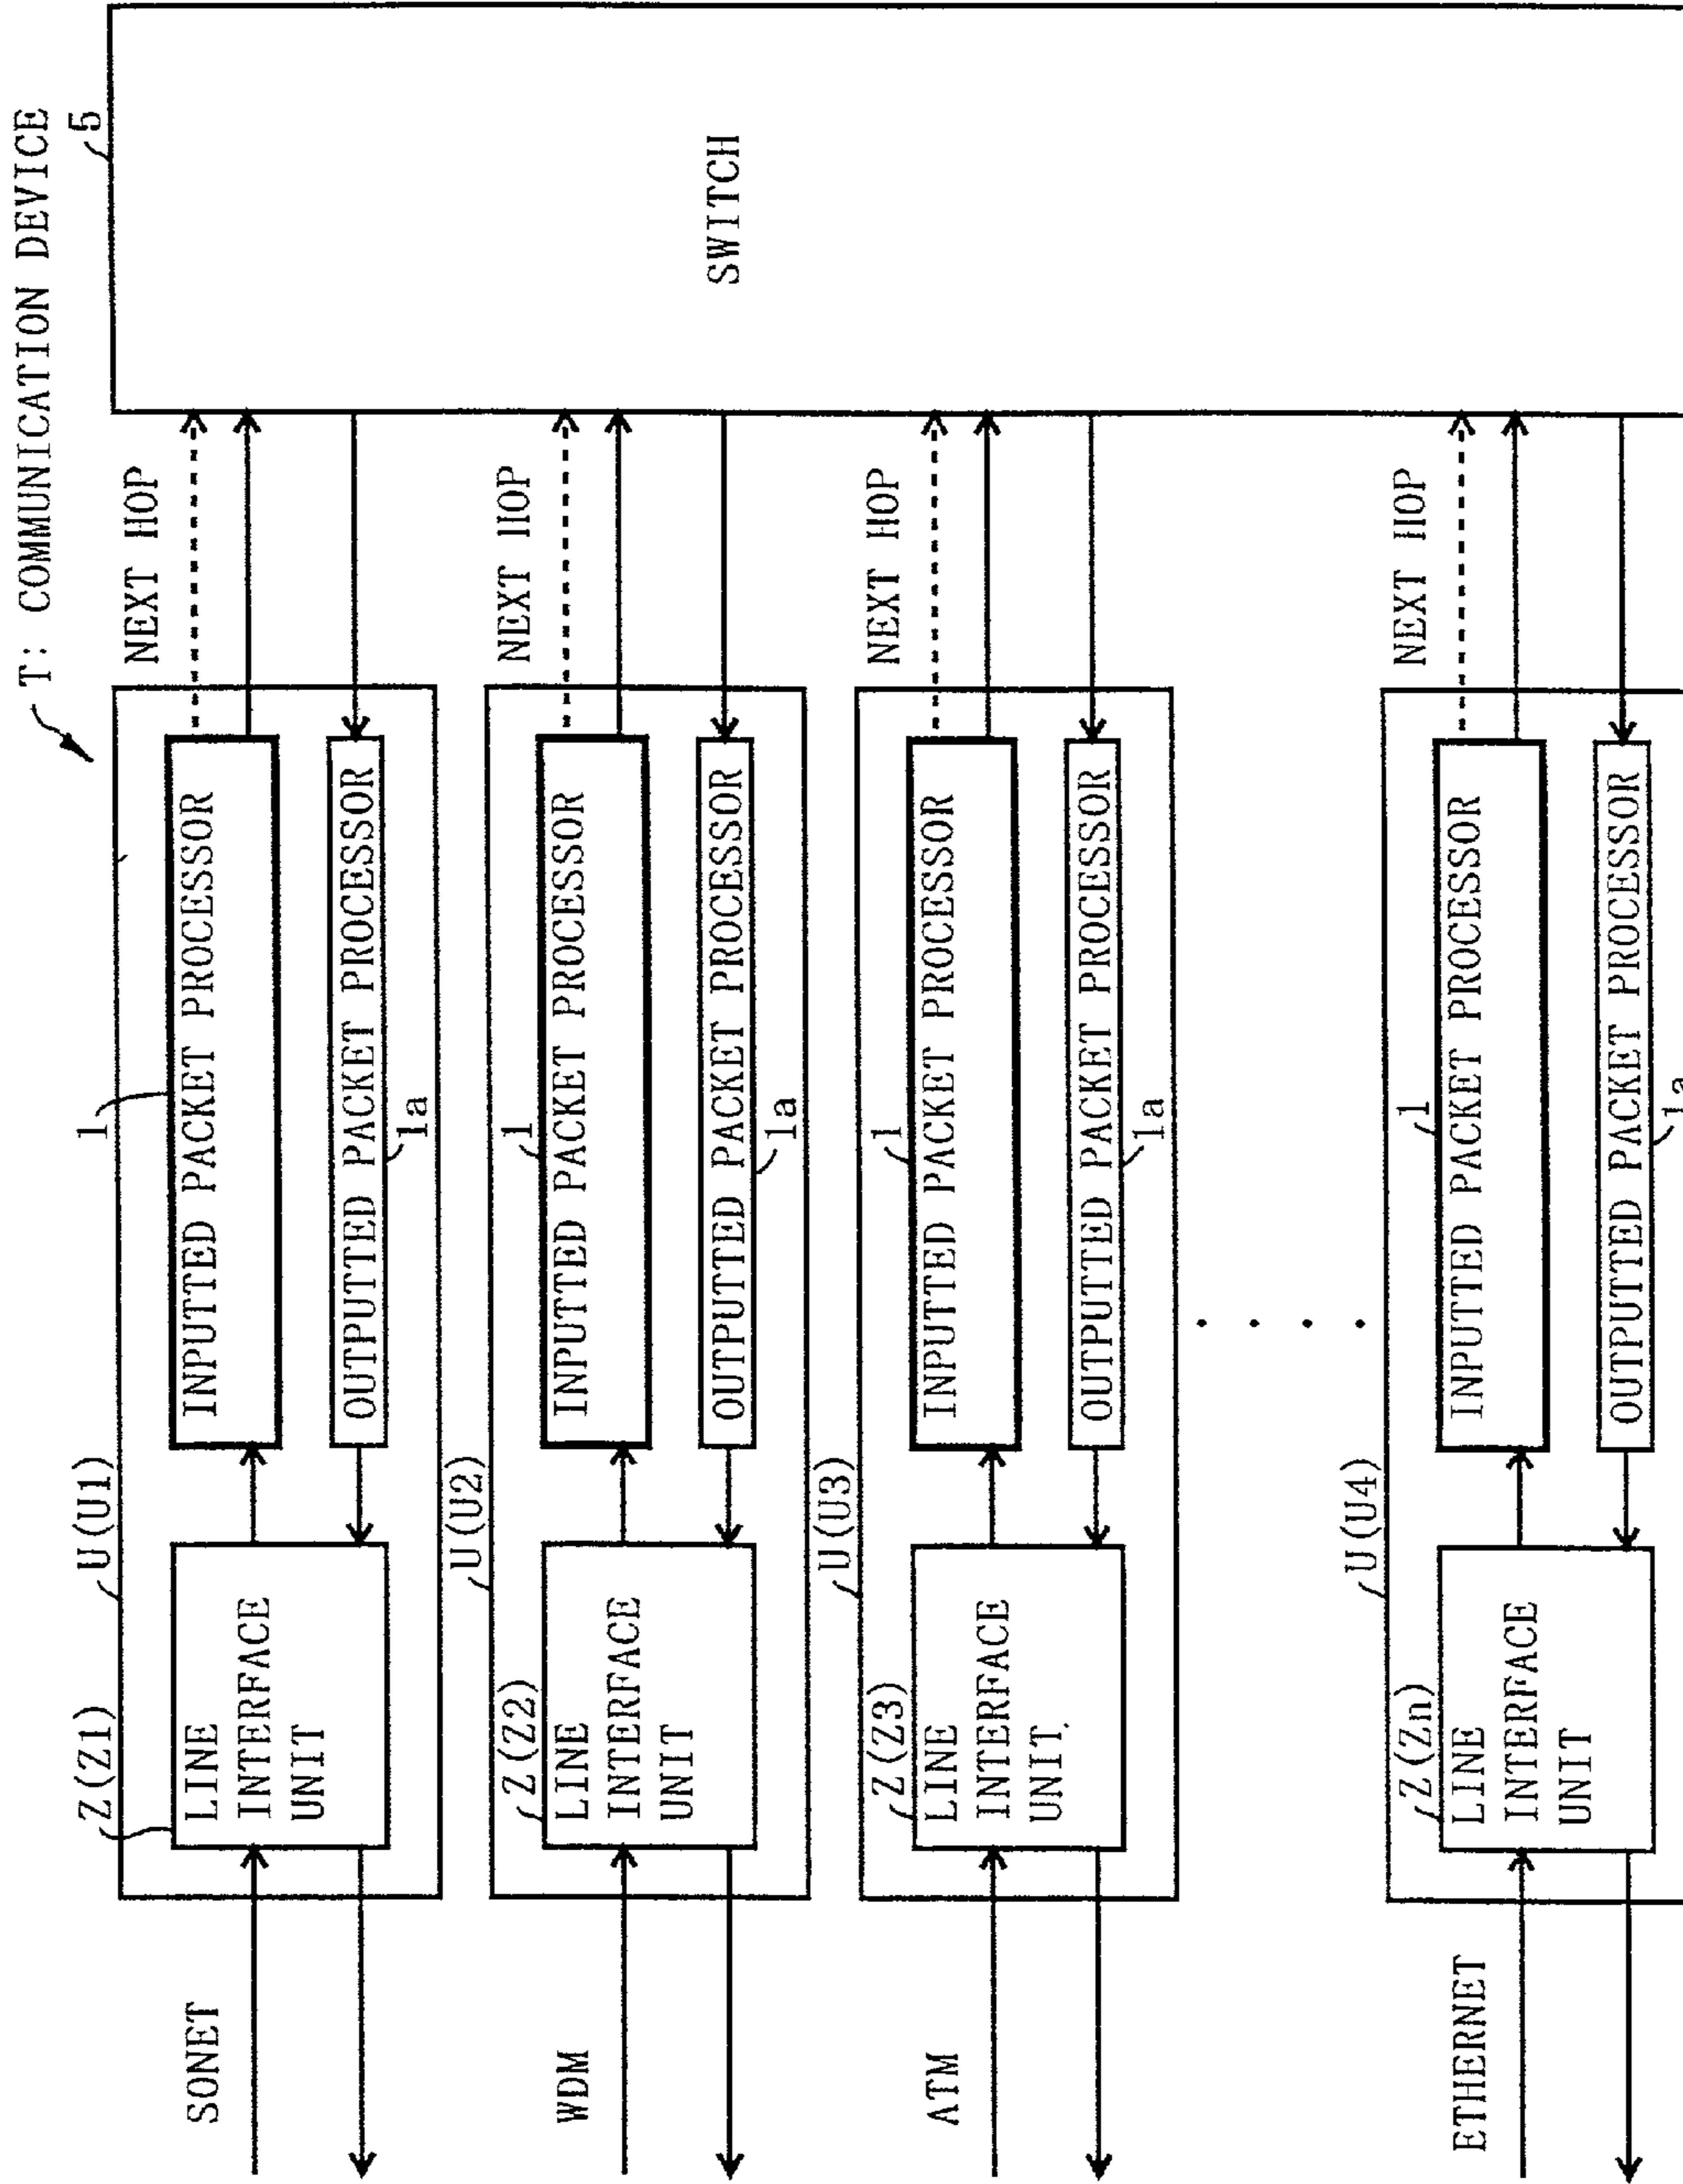 T: COMMUNICATION DEVICE
5
SWITCH
U(U1)
Z(Z1)
SONET
LINE
INTERFACE
UNIT
1
INPUTTED PACKET PROCESSOR
OUTPUTTED PACKET PROCESSOR
1a
NEXT HOP
U(U2)
Z(Z2)
WDM
LINE
INTERFACE
UNIT
1
INPUTTED PACKET PROCESSOR
OUTPUTTED PACKET PROCESSOR
1a
NEXT HOP
U(U3)
Z(Z3)
ATM
LINE
INTERFACE
UNIT
1
INPUTTED PACKET PROCESSOR
OUTPUTTED PACKET PROCESSOR
1a
NEXT HOP
. . . .
U(U4)
Z(Zn)
ETHERNET
LINE
INTERFACE
UNIT
1
INPUTTED PACKET PROCESSOR
OUTPUTTED PACKET PROCESSOR
1a
NEXT HOP